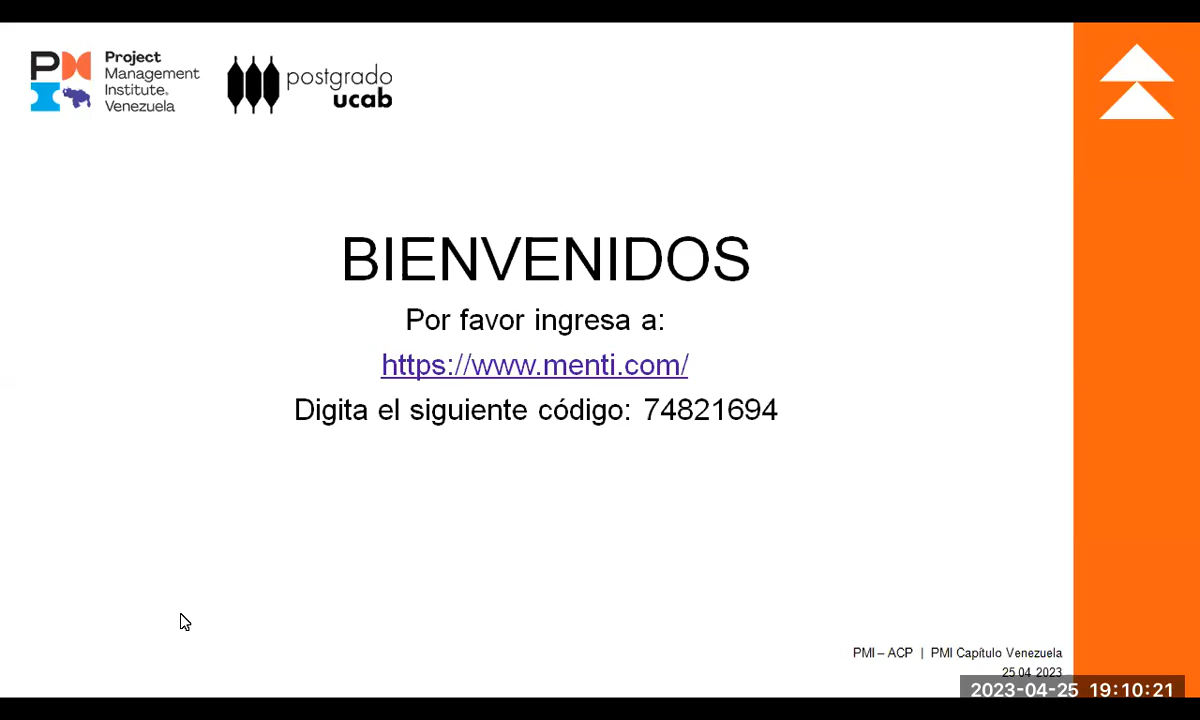 PMI
Project
Management
Institute.
Venezuela
postgrado
ucab
BIENVENIDOS
Por favor ingresa a:
https://www.menti.com/
Digita el siguiente código: 74821694
PMI – ACP | PMI Capítulo Venezuela
25 04 2023
2023-04-25 19:10:21